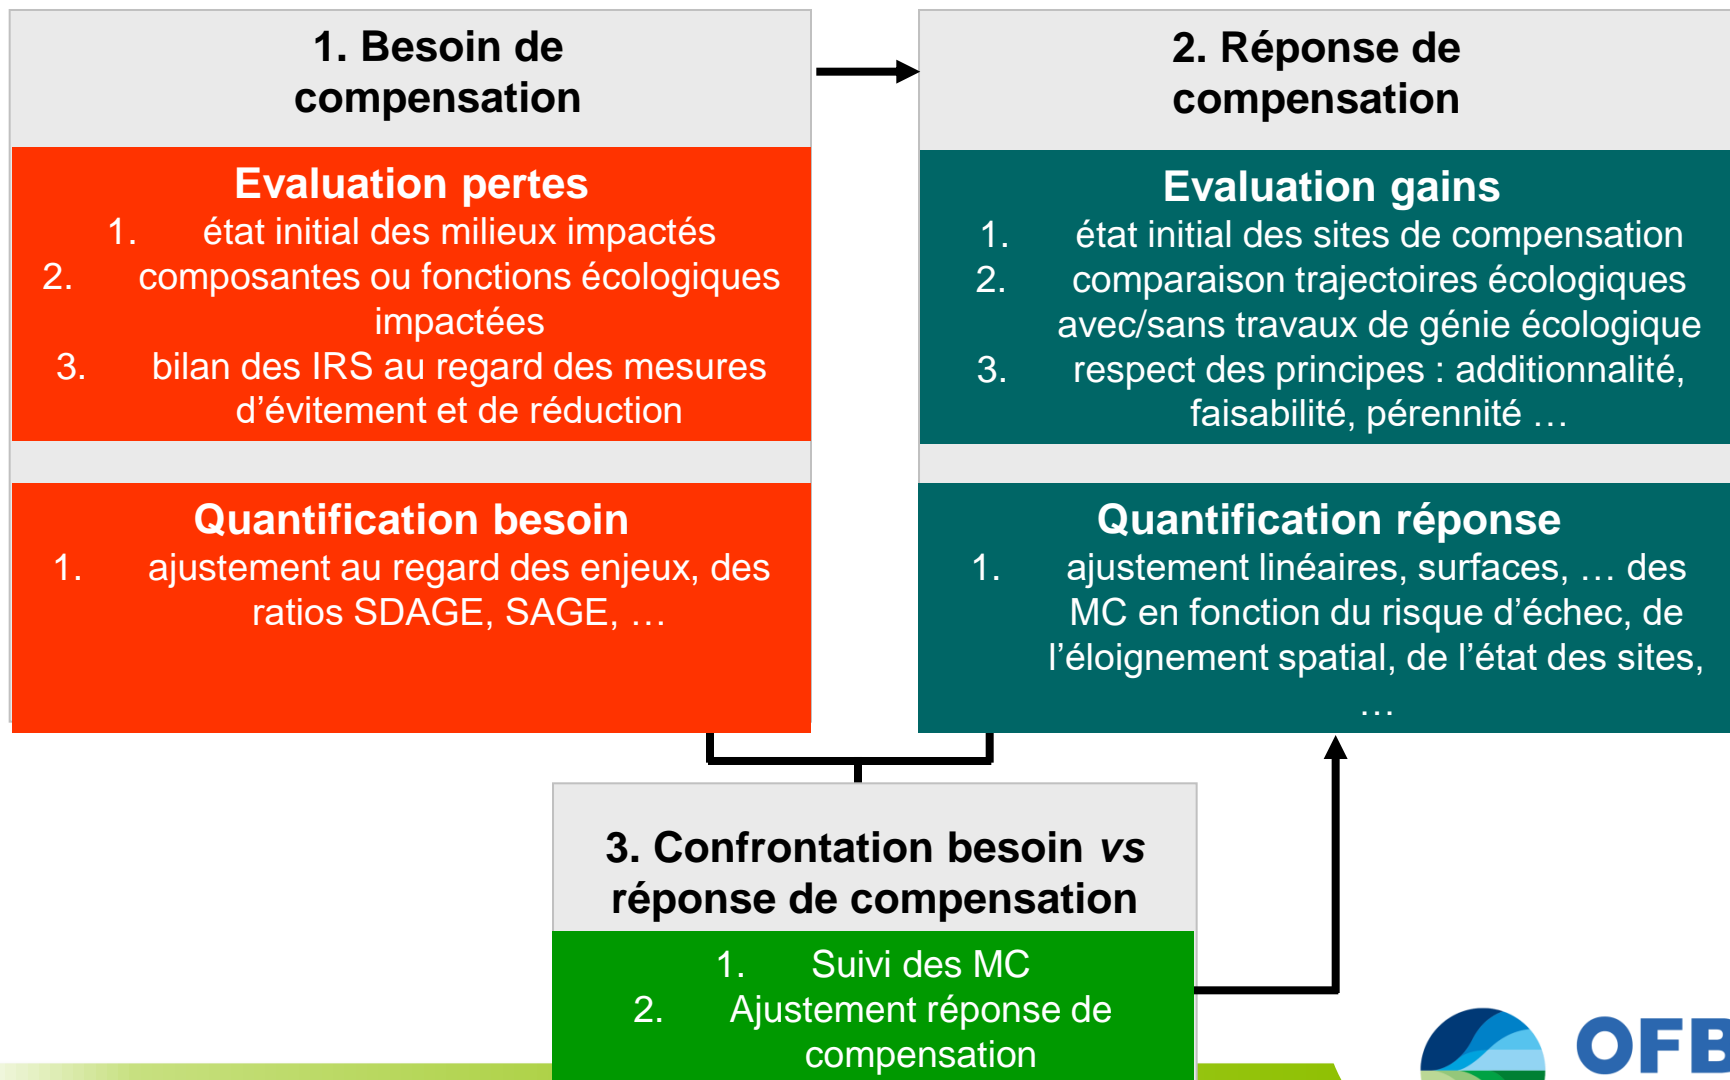 1. Besoin de
compensation
Evaluation pertes
1. état initial des milieux impactés
2. composantes ou fonctions écologiques
impactées
3. bilan des IRS au regard des mesures
d’évitement et de réduction
Quantification besoin
1. ajustement au regard des enjeux, des
ratios SDAGE, SAGE, …
2. Réponse de
compensation
Evaluation gains
1. état initial des sites de compensation
2. comparaison trajectoires écologiques
avec/sans travaux de génie écologique
3. respect des principes : additionnalité,
faisabilité, pérennité …
Quantification réponse
1. ajustement linéaires, surfaces, … des
MC en fonction du risque d’échec, de
l’éloignement spatial, de l’état des sites,
…
3. Confrontation besoin vs
réponse de compensation
1. Suivi des MC
2. Ajustement réponse de
compensation
OFB